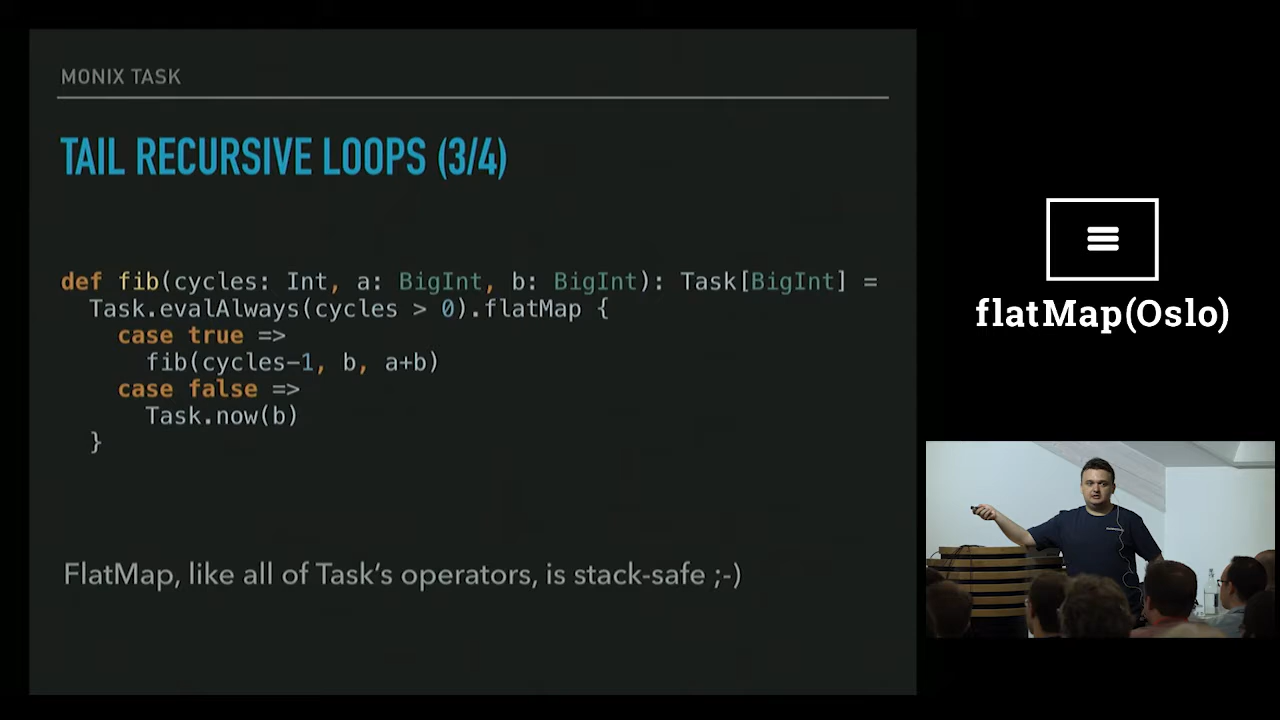 MONIX TASK
TAIL RECURSIVE LOOPS (3/4)
def fib(cycles: Int, a: BigInt, b: BigInt): Task[BigInt] =
  Task.evalAlways(cycles > 0).flatMap {
    case true =>
      fib(cycles-1, b, a+b)
    case false =>
      Task.now(b)
  }
FlatMap, like all of Task's operators, is stack-safe ;-)
flatMap(Oslo)